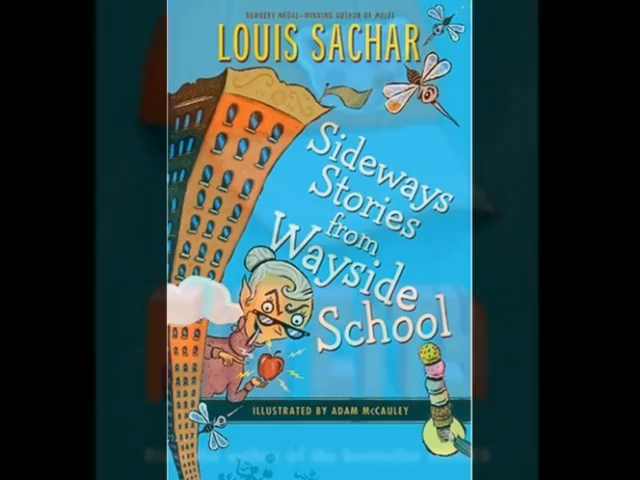 NEWBERY MEDAL–WINNING AUTHOR OF HOLES
LOUIS SACHAR
Sideways
Stories
from
Wayside
School
ILLUSTRATED BY ADAM McCAULEY